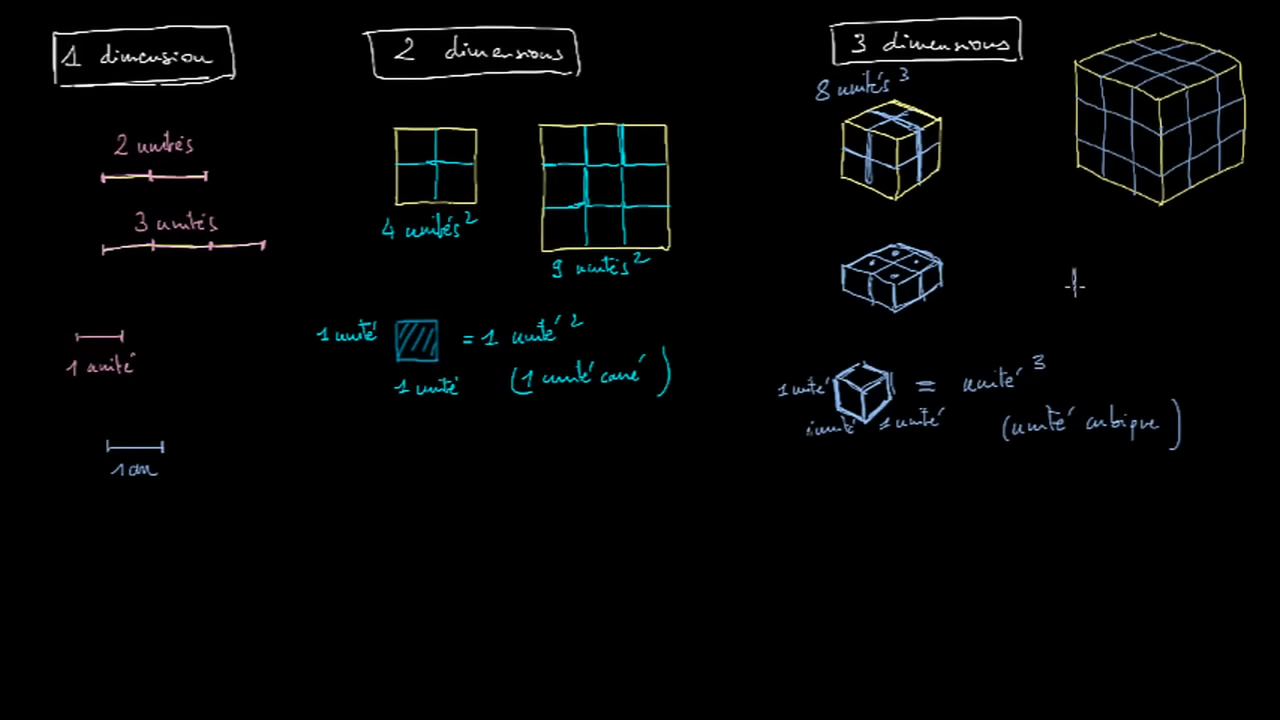 1 dimension
2 unités
3 unités
1 unité
1 cm
2 dimensions
4 unités²
9 unités²
1 unité = 1 unité²
1 unité (1 unité carré)
3 dimensions
8 unités³
1 unité = unité³
1 unité 1 unité (unité cubique)